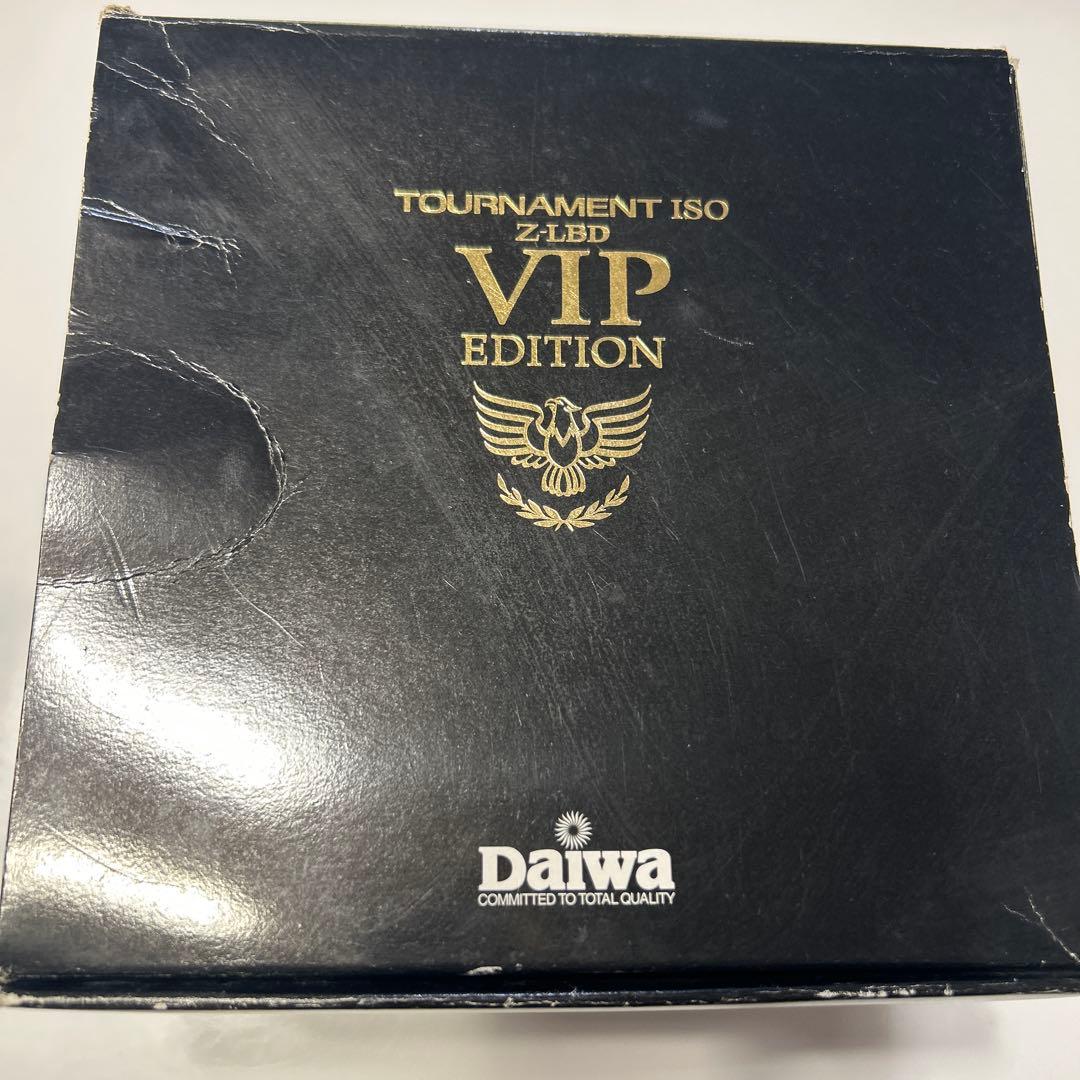 TOURNAMENT ISO
Z-LBD
VIP
EDITION
Daiwa
COMMITTED TO TOTAL QUALITY